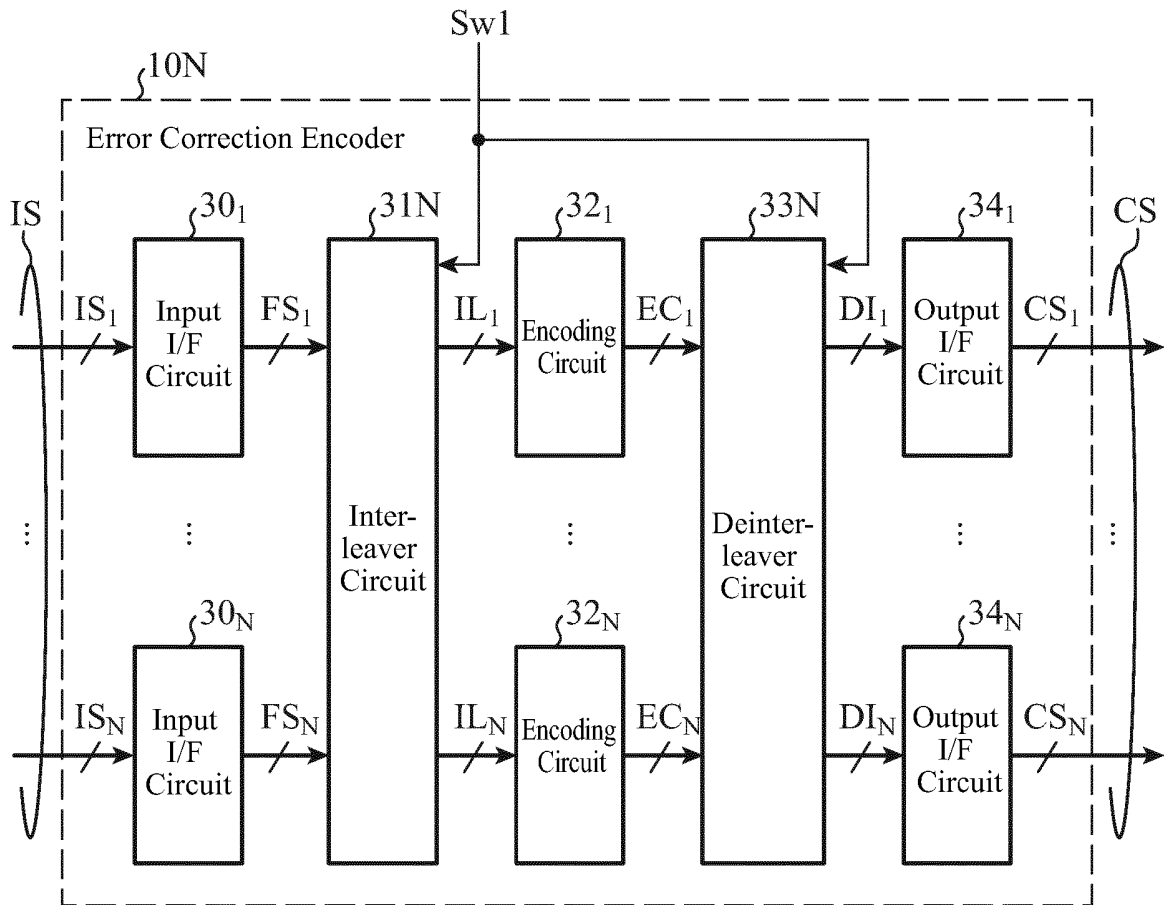 Sw1
10N
Error Correction Encoder
IS
30₁
31N
32₁
33N
34₁
CS
IS₁
Input
I/F
Circuit
FS₁
IL₁
Encoding
Circuit
EC₁
DI₁
Output
I/F
Circuit
CS₁
...
...
Inter-
leaver
Circuit
...
Deinter-
leaver
Circuit
...
...
30ₙ
32ₙ
34ₙ
ISₙ
Input
I/F
Circuit
FSₙ
ILₙ
Encoding
Circuit
ECₙ
DIₙ
Output
I/F
Circuit
CSₙ